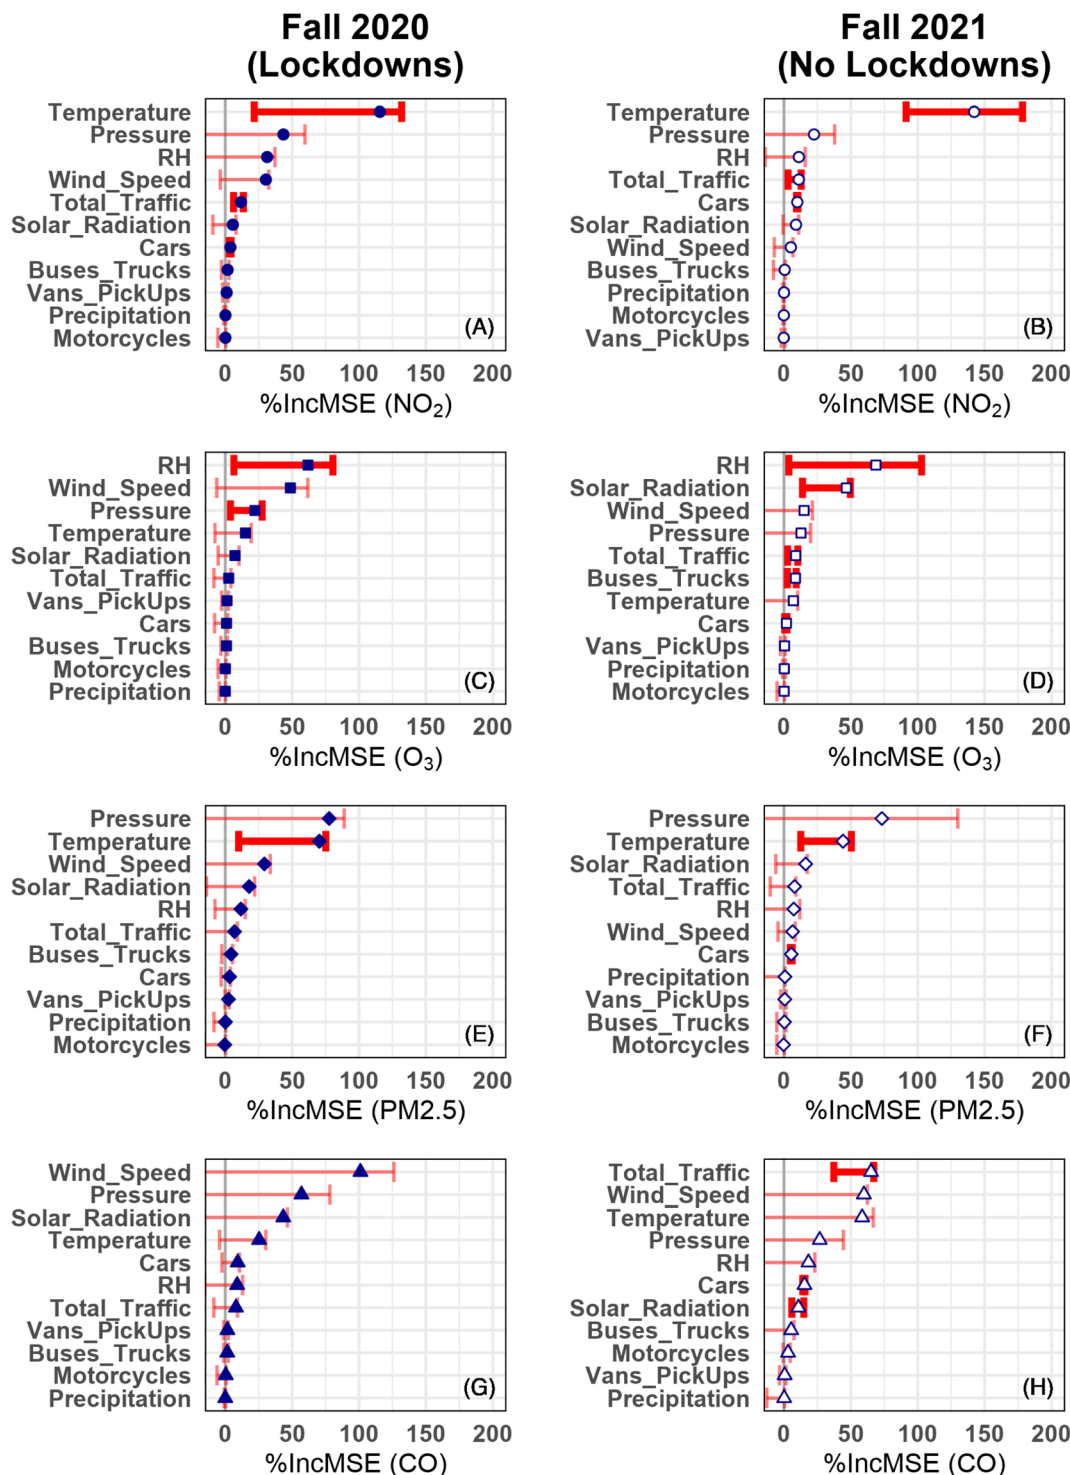 Fall 2020
(Lockdowns)
Fall 2021
(No Lockdowns)
Temperature
Pressure
RH
Wind_Speed
Total_Traffic
Solar_Radiation
Cars
Buses_Trucks
Vans_PickUps
Precipitation
Motorcycles
(A)
0 50 100 150 200
%IncMSE (NO₂)
Temperature
Pressure
RH
Total_Traffic
Cars
Solar_Radiation
Wind_Speed
Buses_Trucks
Precipitation
Motorcycles
Vans_PickUps
(B)
0 50 100 150 200
%IncMSE (NO₂)
RH
Wind_Speed
Pressure
Temperature
Solar_Radiation
Total_Traffic
Vans_PickUps
Cars
Buses_Trucks
Motorcycles
Precipitation
(C)
0 50 100 150 200
%IncMSE (O₃)
RH
Solar_Radiation
Wind_Speed
Pressure
Total_Traffic
Buses_Trucks
Temperature
Cars
Vans_PickUps
Precipitation
Motorcycles
(D)
0 50 100 150 200
%IncMSE (O₃)
Pressure
Temperature
Wind_Speed
Solar_Radiation
RH
Total_Traffic
Buses_Trucks
Cars
Vans_PickUps
Precipitation
Motorcycles
(E)
0 50 100 150 200
%IncMSE (PM2.5)
Pressure
Temperature
Solar_Radiation
Total_Traffic
RH
Wind_Speed
Cars
Precipitation
Vans_PickUps
Buses_Trucks
Motorcycles
(F)
0 50 100 150 200
%IncMSE (PM2.5)
Wind_Speed
Pressure
Solar_Radiation
Temperature
Cars
RH
Total_Traffic
Vans_PickUps
Buses_Trucks
Motorcycles
Precipitation
(G)
0 50 100 150 200
%IncMSE (CO)
Total_Traffic
Wind_Speed
Temperature
Pressure
RH
Cars
Solar_Radiation
Buses_Trucks
Motorcycles
Vans_PickUps
Precipitation
(H)
0 50 100 150 200
%IncMSE (CO)